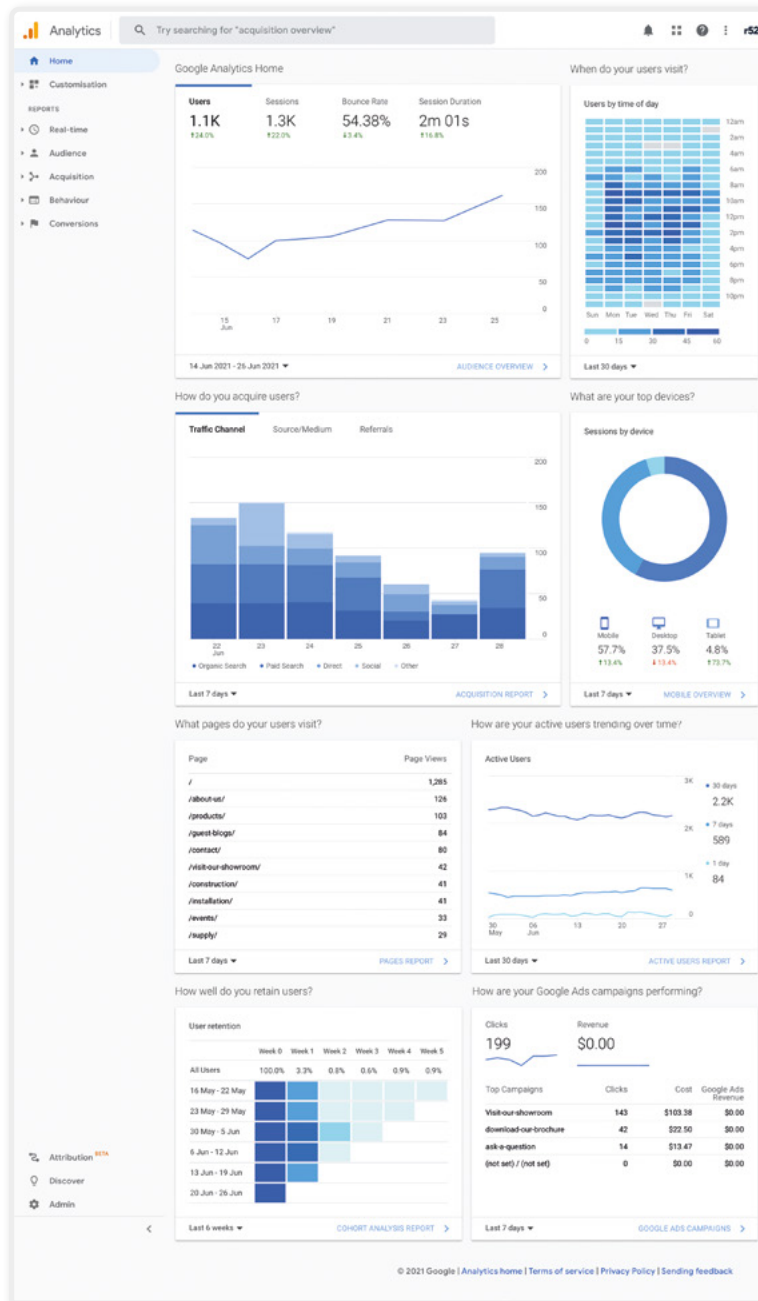 Analytics
Try searching for "acquisition overview"
r52
Home
Customisation
REPORTS
Real-time
Audience
Acquisition
Behaviour
Conversions
Attribution BETA
Discover
Admin
Google Analytics Home
Users Sessions Bounce Rate Session Duration
1.1K 1.3K 54.38% 2m 01s
↑24.0% ↑22.0% ↓3.4% ↑16.8%
200
150
100
50
0
15 17 19 21 23 25
Jun
14 Jun 2021 - 26 Jun 2021 AUDIENCE OVERVIEW
When do your users visit?
Users by time of day
12am
2am
4am
6am
8am
10am
12pm
2pm
4pm
6pm
8pm
10pm
Sun Mon Tue Wed Thu Fri Sat
0 15 30 45 60
Last 30 days
How do you acquire users?
Traffic Channel Source/Medium Referrals
200
150
100
50
0
22 23 24 25 26 27 28
Jun
Organic Search Paid Search Direct Social Other
Last 7 days ACQUISITION REPORT
What are your top devices?
Sessions by device
Mobile Desktop Tablet
57.7% 37.5% 4.8%
↑13.4% ↓13.4% ↑73.7%
Last 7 days MOBILE OVERVIEW
What pages do your users visit?
Page Page Views
/ 1,285
/about-us/ 126
/products/ 103
/guest-blogs/ 84
/contact/ 80
/visit-our-showroom/ 42
/construction/ 41
/installation/ 41
/events/ 33
/supply/ 29
Last 7 days PAGES REPORT
How are your active users trending over time?
Active Users
3K
2K
1K
0
30 days
2.2K
7 days
589
1 day
84
30 06 13 20 27
May Jun
Last 30 days ACTIVE USERS REPORT
How well do you retain users?
User retention
Week 0 Week 1 Week 2 Week 3 Week 4 Week 5
All Users 100.0% 3.3% 0.8% 0.6% 0.9% 0.9%
16 May - 22 May
23 May - 29 May
30 May - 5 Jun
6 Jun - 12 Jun
13 Jun - 19 Jun
20 Jun - 26 Jun
Last 6 weeks COHORT ANALYSIS REPORT
How are your Google Ads campaigns performing?
Clicks Revenue
199 $0.00
Top Campaigns Clicks Cost Google Ads Revenue
Visit-our-showroom 143 $103.38 $0.00
download-our-brochure 42 $22.50 $0.00
ask-a-question 14 $13.47 $0.00
(not set) / (not set) 0 $0.00 $0.00
Last 7 days GOOGLE ADS CAMPAIGNS
© 2021 Google | Analytics home | Terms of service | Privacy Policy | Sending feedback